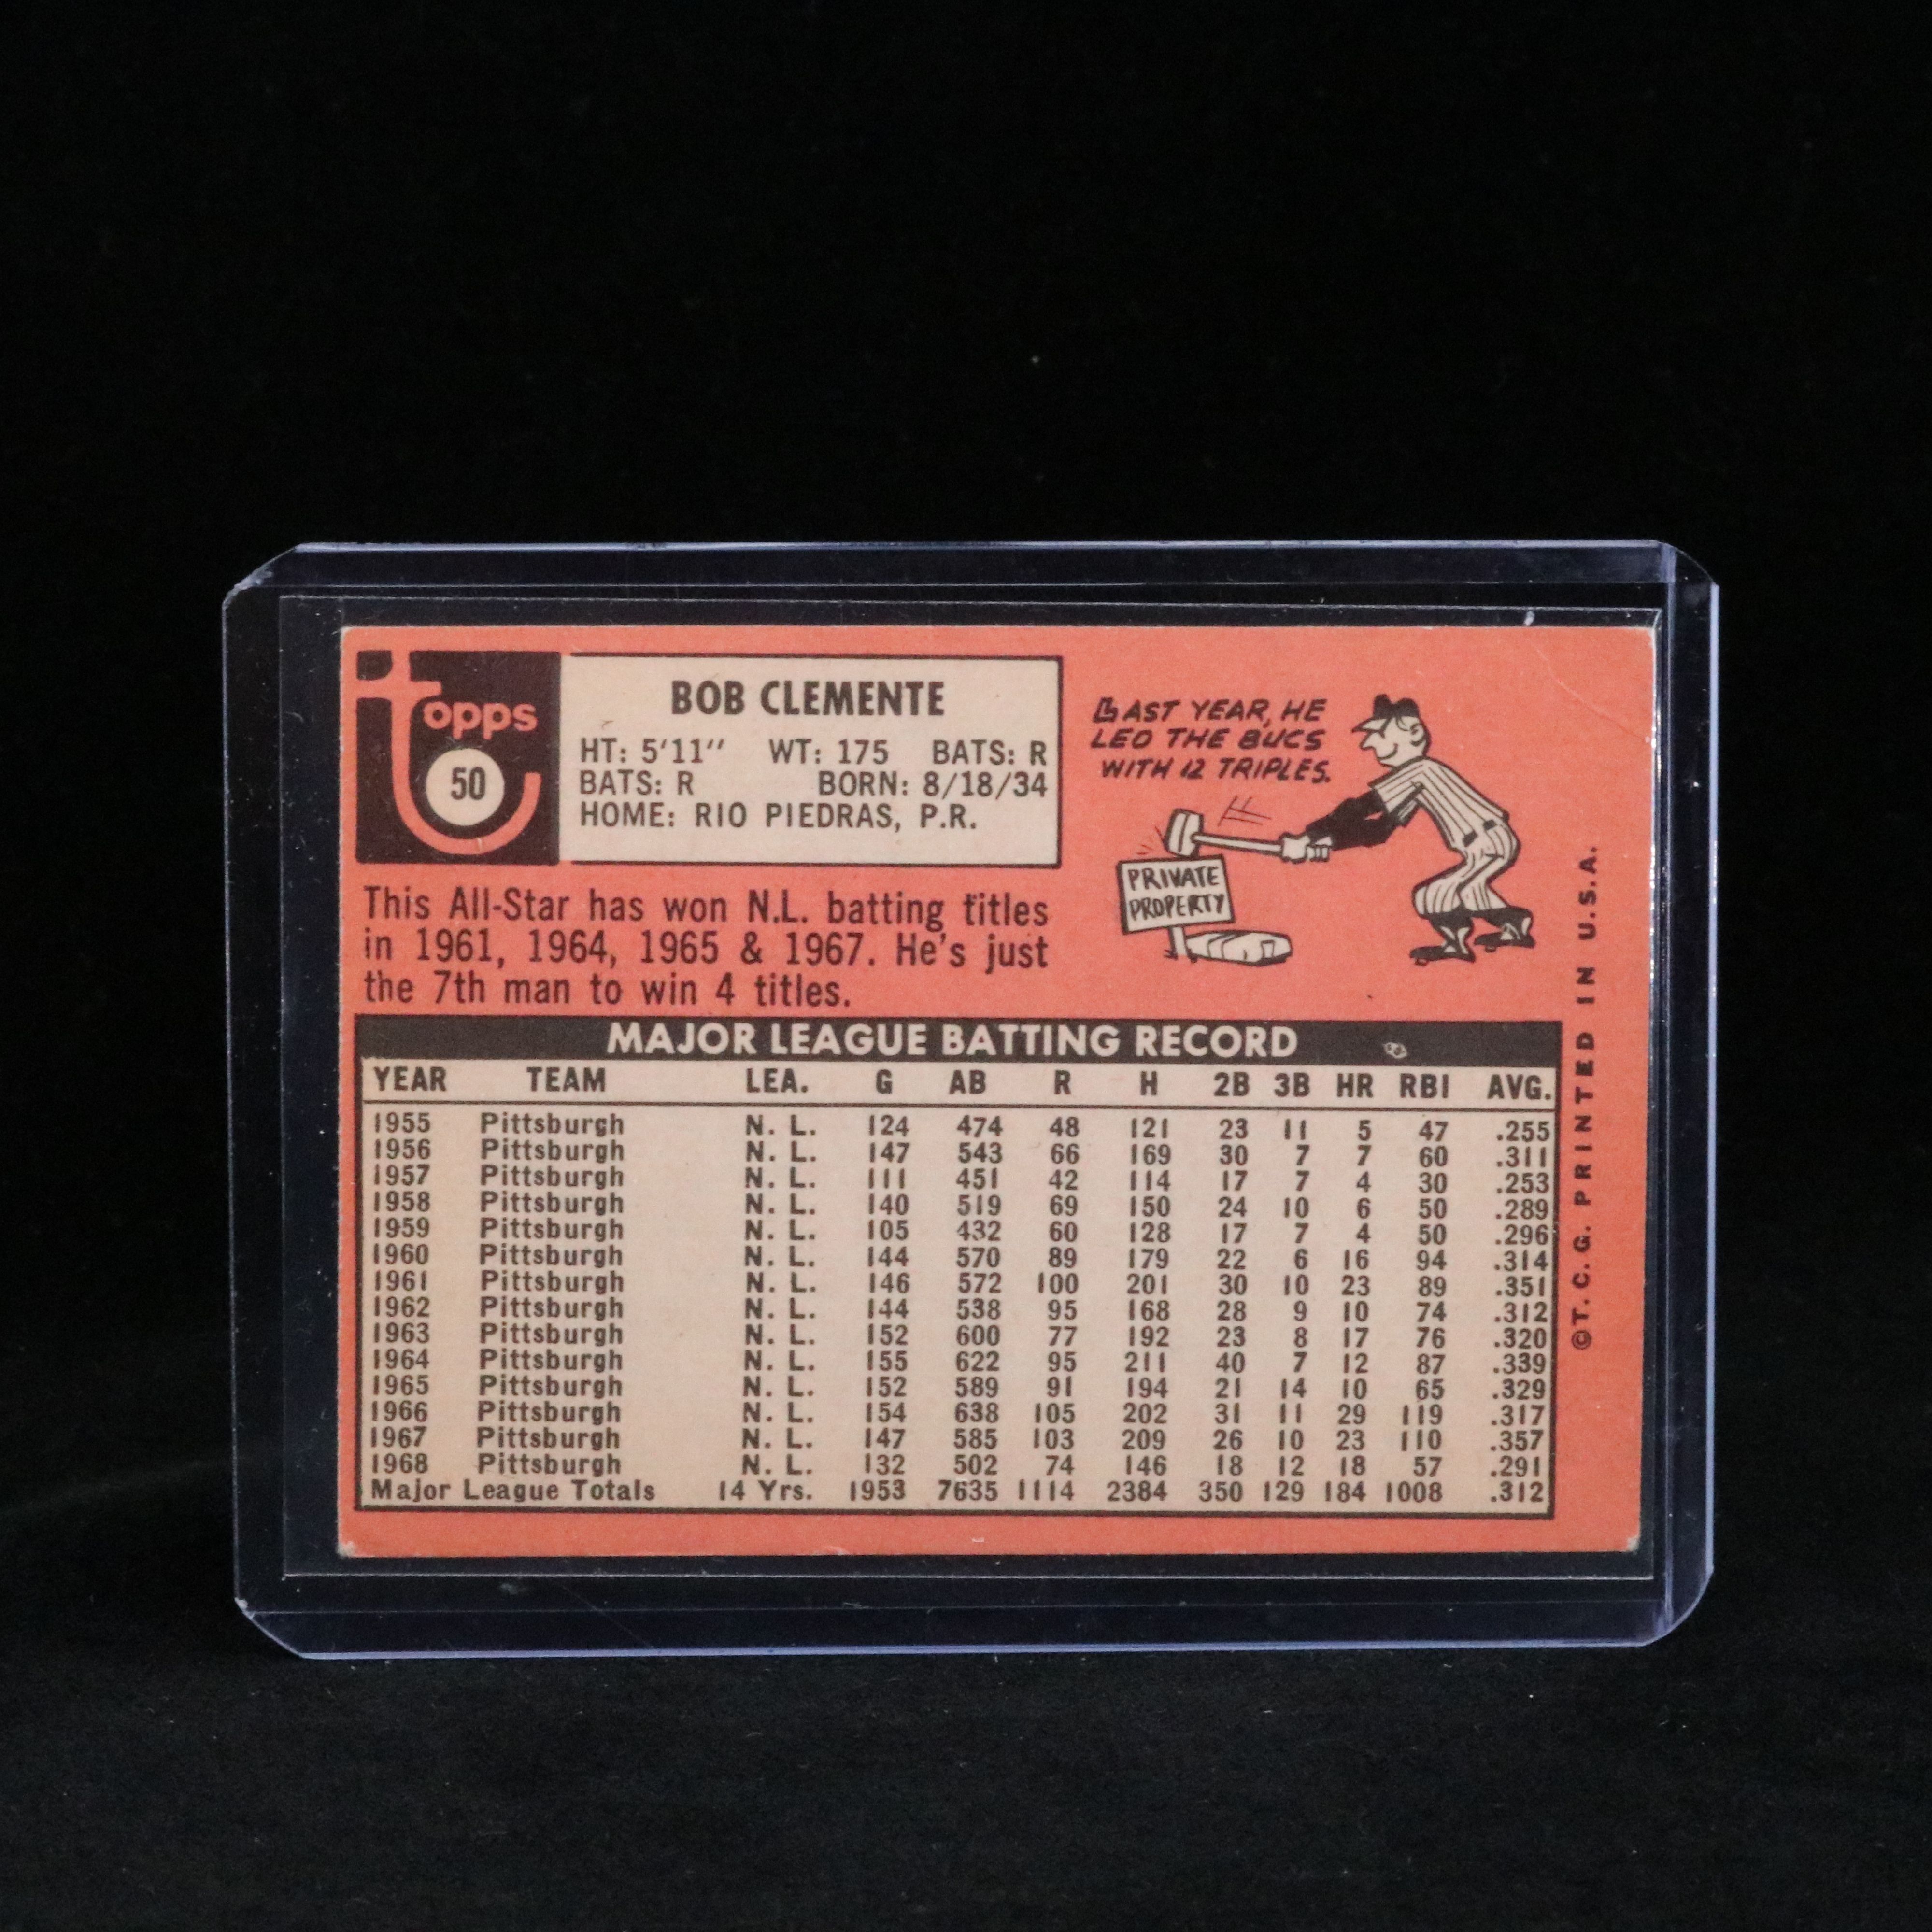 topps
50
BOB CLEMENTE
HT: 5'11" WT: 175 BATS: R
BATS: R BORN: 8/18/34
HOME: RIO PIEDRAS, P.R.
LAST YEAR, HE
LED THE BUCS
WITH 12 TRIPLES.
PRIVATE
PROPERTY
This All-Star has won N.L. batting titles
in 1961, 1964, 1965 & 1967. He's just
the 7th man to win 4 titles.
MAJOR LEAGUE BATTING RECORD
YEAR TEAM LEA. G AB R H 2B 3B HR RBI AVG.
1955 Pittsburgh N. L. 124 474 48 121 23 11 5 47 .255
1956 Pittsburgh N. L. 147 543 66 169 30 7 7 60 .311
1957 Pittsburgh N. L. 111 451 42 114 17 7 4 30 .253
1958 Pittsburgh N. L. 140 519 69 150 24 10 6 50 .289
1959 Pittsburgh N. L. 105 432 60 128 17 7 4 50 .296
1960 Pittsburgh N. L. 144 570 89 179 22 6 16 94 .314
1961 Pittsburgh N. L. 146 572 100 201 30 10 23 89 .351
1962 Pittsburgh N. L. 144 538 95 168 28 9 10 74 .312
1963 Pittsburgh N. L. 152 600 77 192 23 8 17 76 .320
1964 Pittsburgh N. L. 155 622 95 211 40 7 12 87 .339
1965 Pittsburgh N. L. 152 589 91 194 21 14 10 65 .329
1966 Pittsburgh N. L. 154 638 105 202 31 11 29 119 .317
1967 Pittsburgh N. L. 147 585 103 209 26 10 23 110 .357
1968 Pittsburgh N. L. 132 502 74 146 18 12 18 57 .291
Major League Totals 14 Yrs. 1953 7635 1114 2384 350 129 184 1008 .312
©T. C. G. PRINTED IN U.S.A.